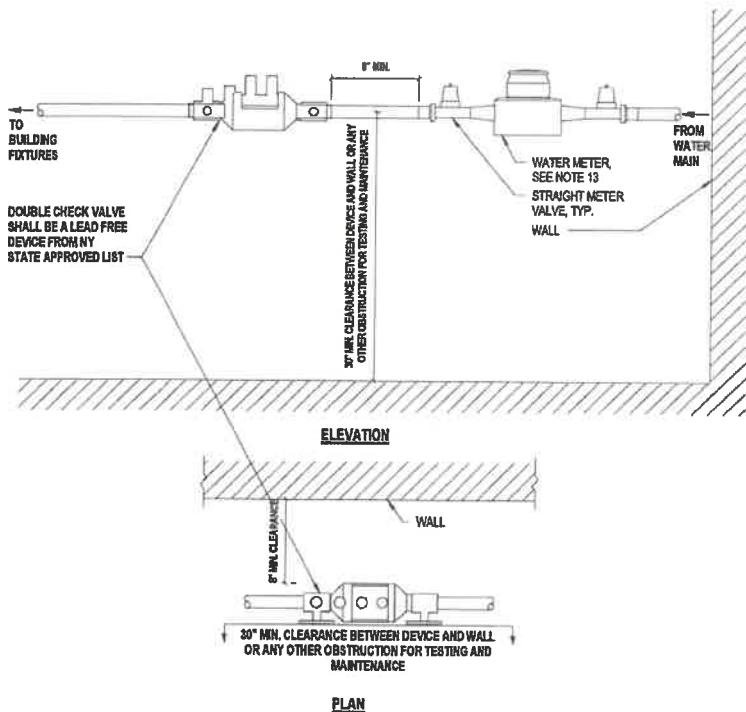 8" MIN.
TO
BUILDING
FIXTURES
FROM
WATER
MAIN
WATER METER,
SEE NOTE 13
STRAIGHT METER
VALVE, TYP.
WALL
DOUBLE CHECK VALVE
SHALL BE A LEAD FREE
DEVICE FROM NY
STATE APPROVED LIST
30" MIN. CLEARANCE BETWEEN DEVICE AND WALL OR ANY
OTHER OBSTRUCTION FOR TESTING AND MAINTENANCE
ELEVATION
WALL
8" MIN. CLEARANCE
30" MIN. CLEARANCE BETWEEN DEVICE AND WALL
OR ANY OTHER OBSTRUCTION FOR TESTING AND
MAINTENANCE
PLAN